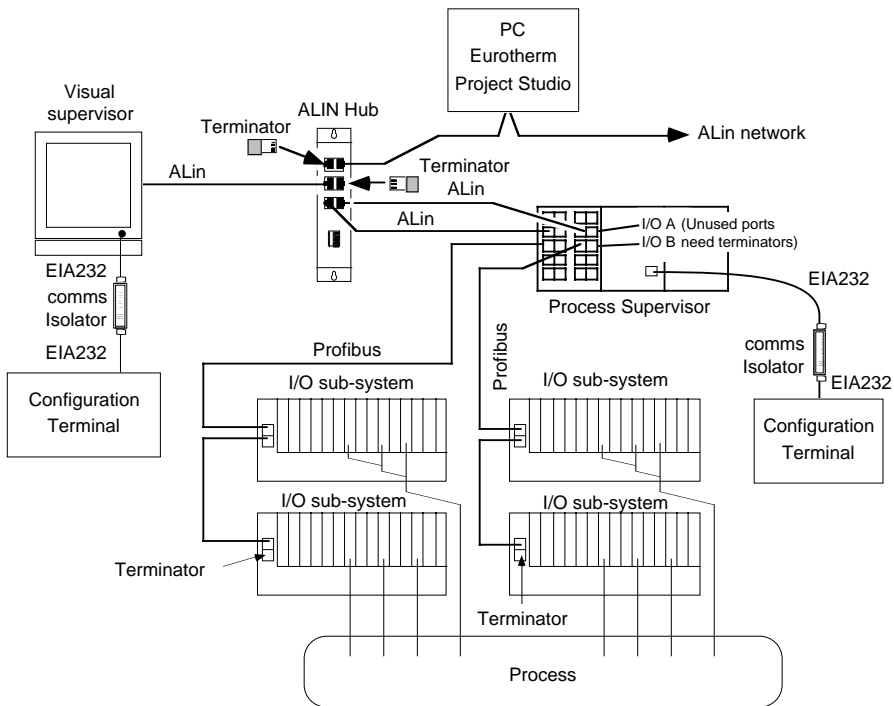 PC
Eurotherm
Project Studio
Visual
supervisor
ALIN Hub
Terminator
ALin network
ALin
Terminator
ALin
ALin
I/O A (Unused ports
I/O B need terminators)
EIA232
comms
Isolator
EIA232
Configuration
Terminal
Process Supervisor
EIA232
comms
Isolator
EIA232
Configuration
Terminal
Profibus
Profibus
I/O sub-system
I/O sub-system
I/O sub-system
I/O sub-system
Terminator
Terminator
Process